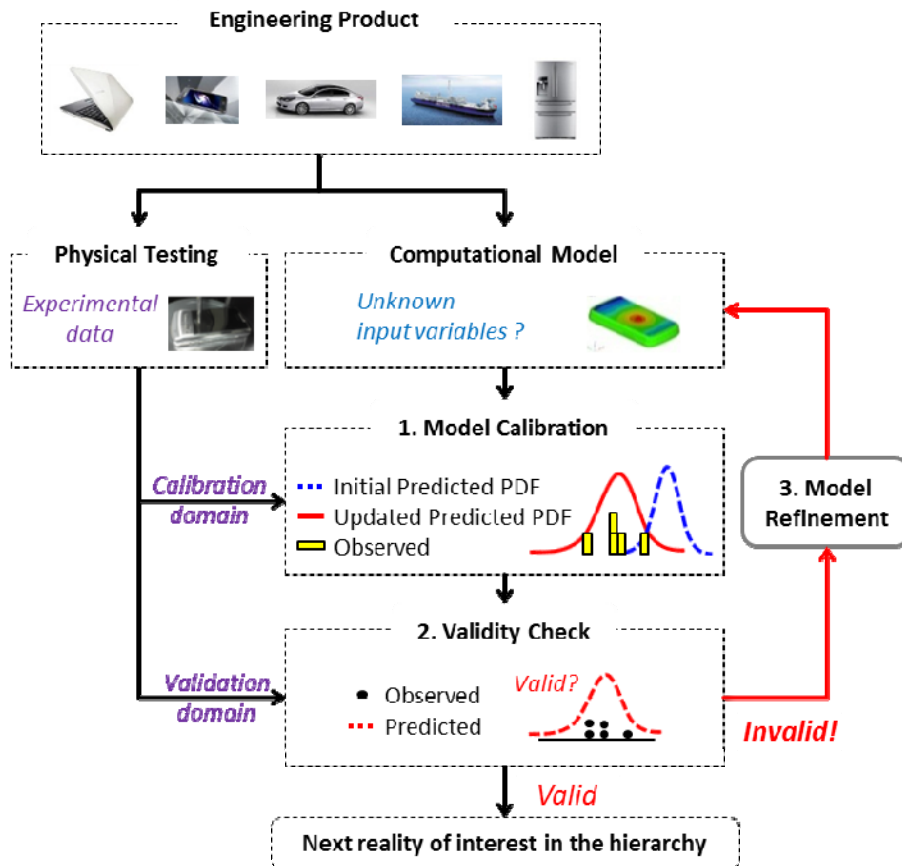 Engineering Product
Physical Testing
Experimental
data
Computational Model
Unknown
input variables ?
1. Model Calibration
Calibration
domain
Initial Predicted PDF
Updated Predicted PDF
Observed
3. Model
Refinement
2. Validity Check
Validation
domain
Observed
Predicted
Valid?
Invalid!
Valid
Next reality of interest in the hierarchy